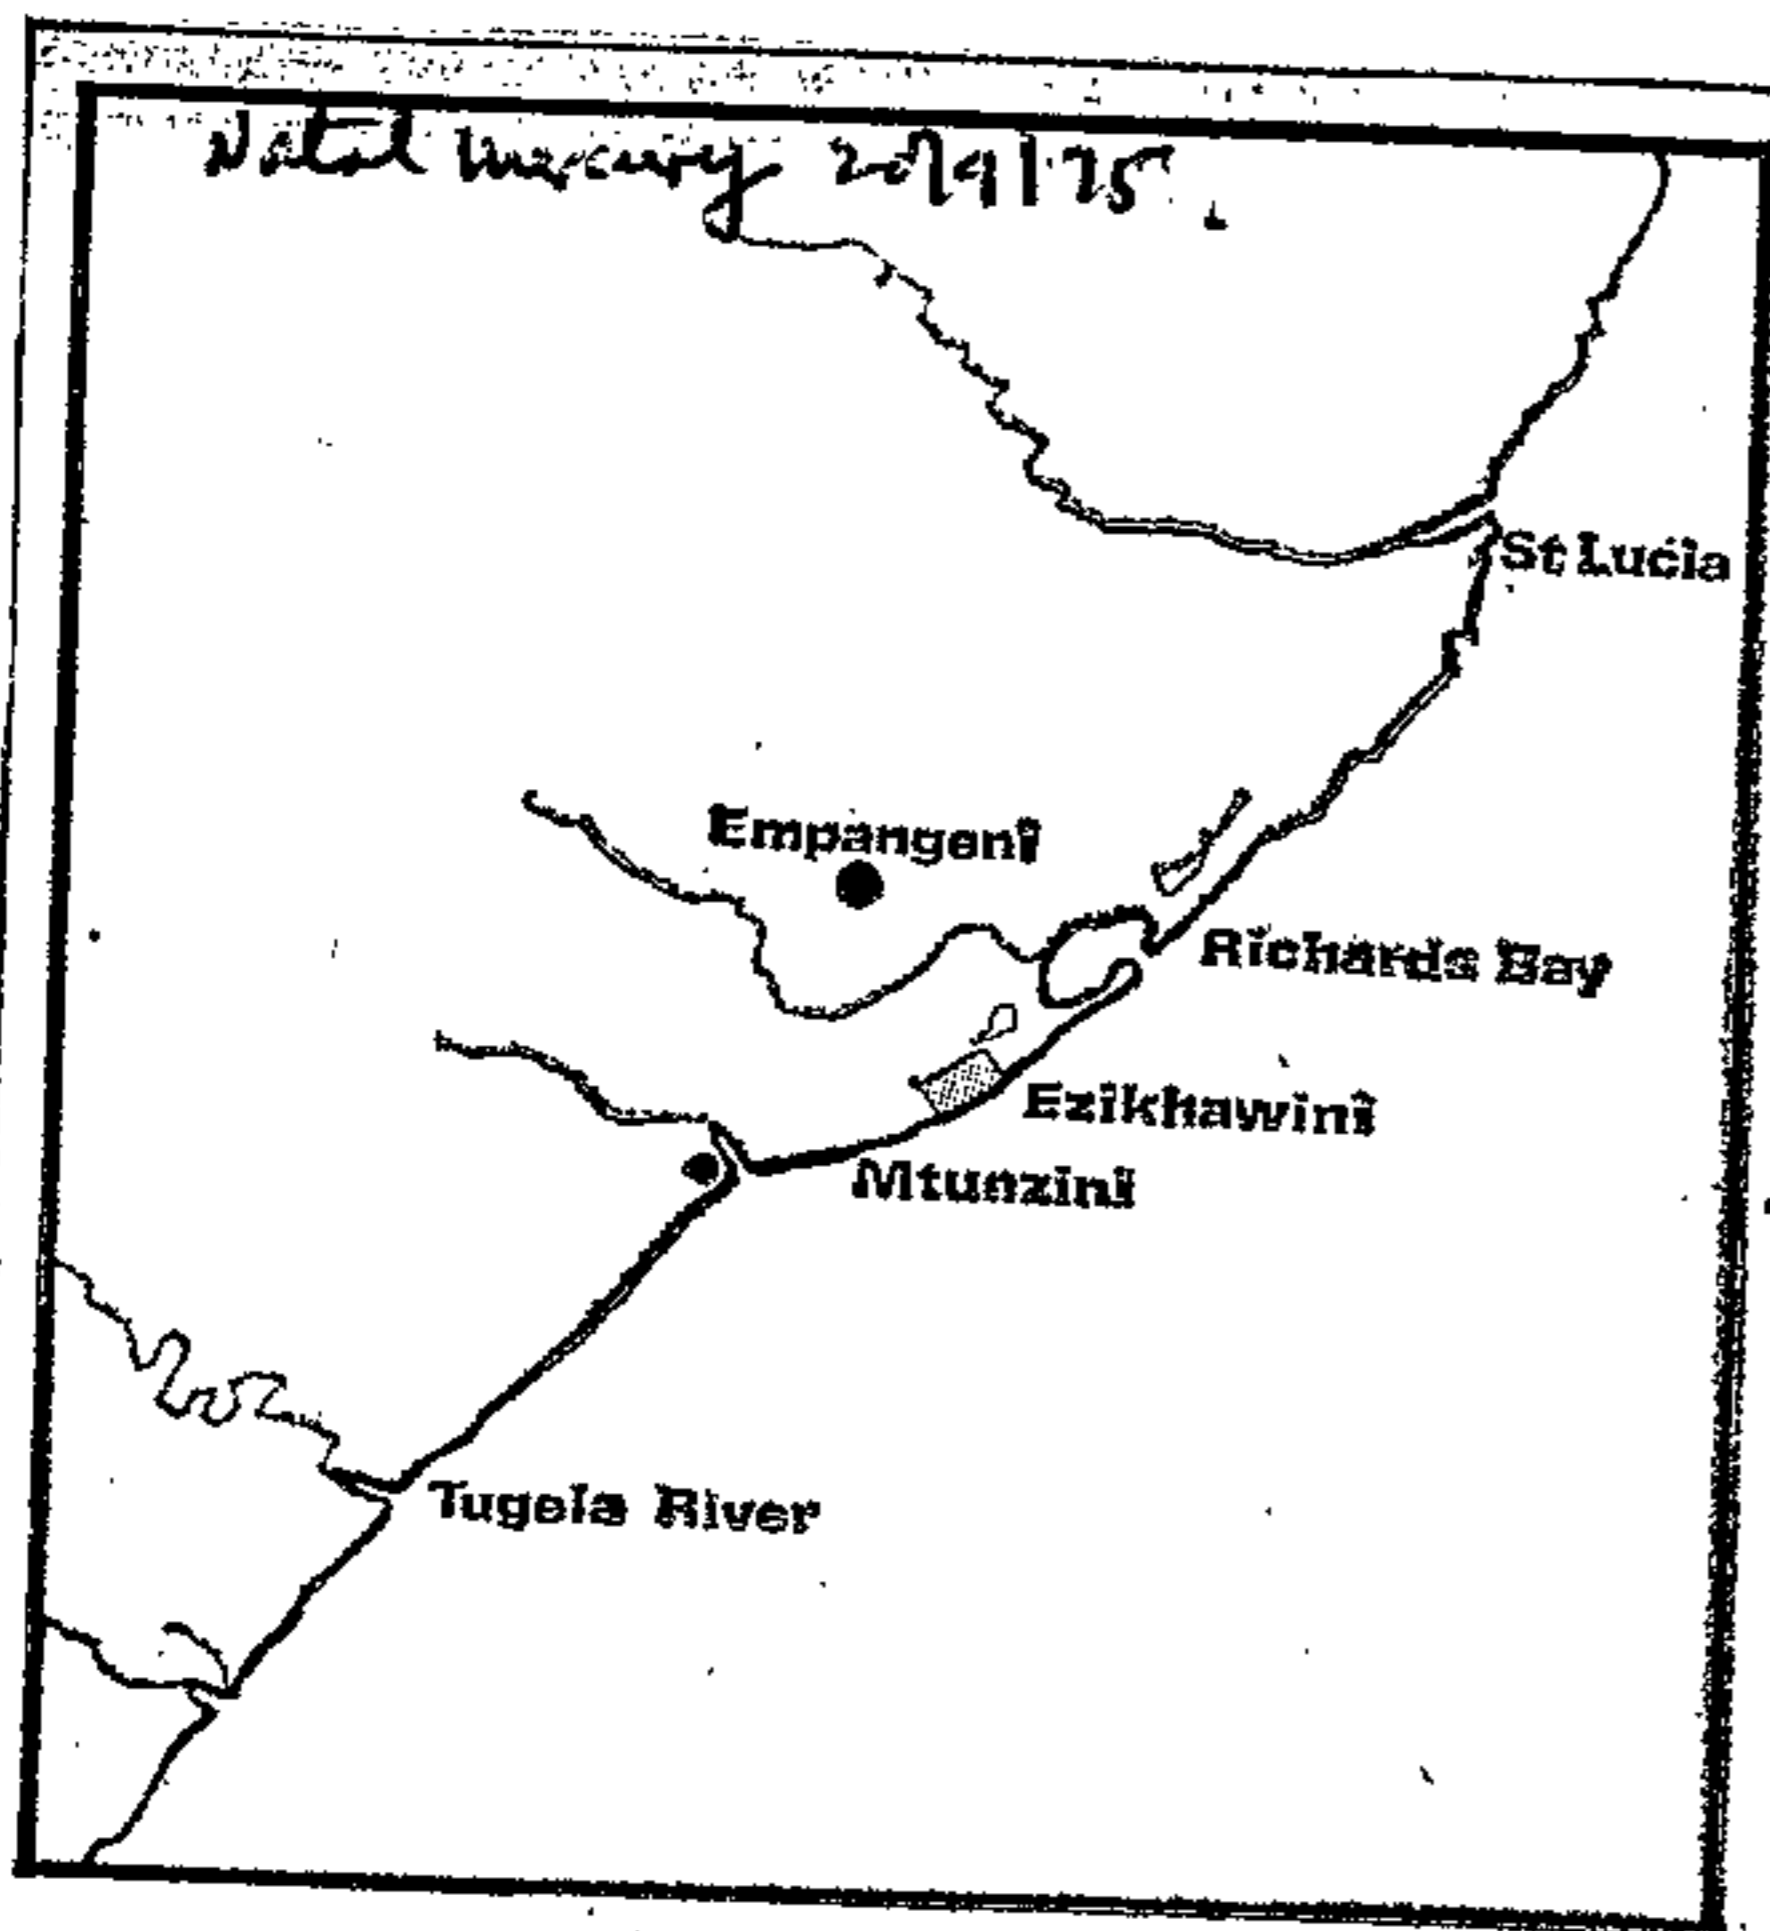 Natal Mercury 20/9/75.
St Lucia
Empangeni
Richards Bay
Ezikhawini
Mtunzini
Tugela River